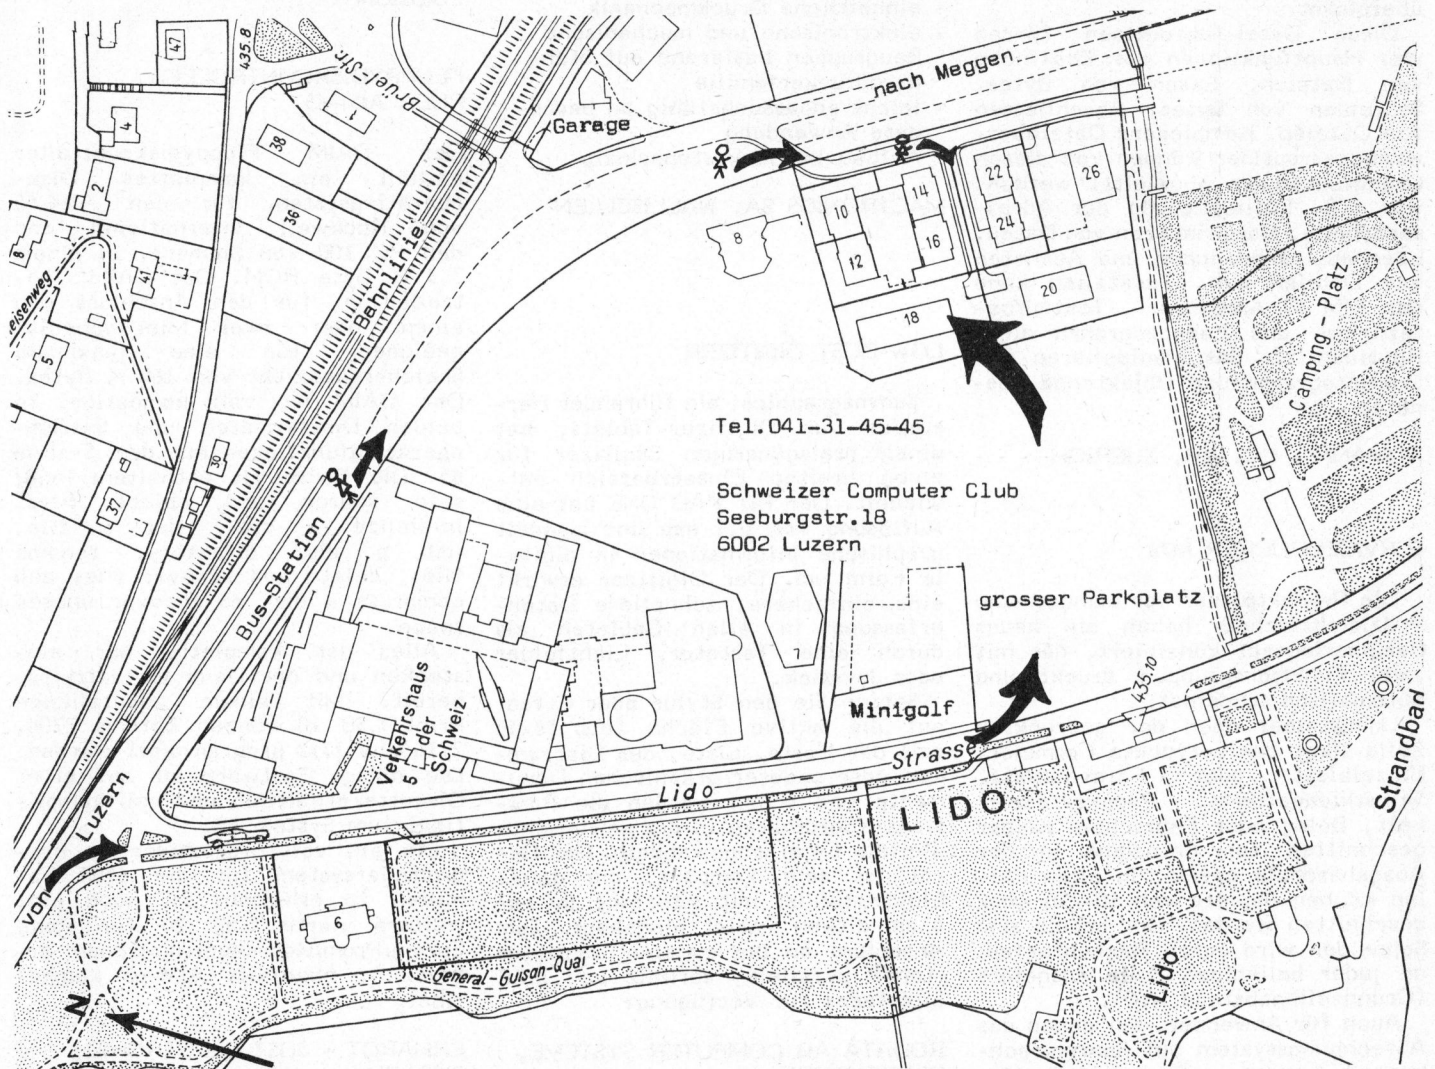 47
435.8
Brüel-Str.
nach Meggen
Garage
4
38
1
2
36
22
26
14
10
24
8
16
12
8
41
Bahnlinie
20
18
5
Camping-Platz
Tel.041-31-45-45
30
37
Schweizer Computer Club
Seeburgstr.18
6002 Luzern
Bus-Station
grosser Parkplatz
435.10
Verkehrshaus
5 der
Schweiz
Minigolf
Strasse
Lido
LIDO
Strandbad
von Luzern
6
General-Guisan-Quai
Lido
N